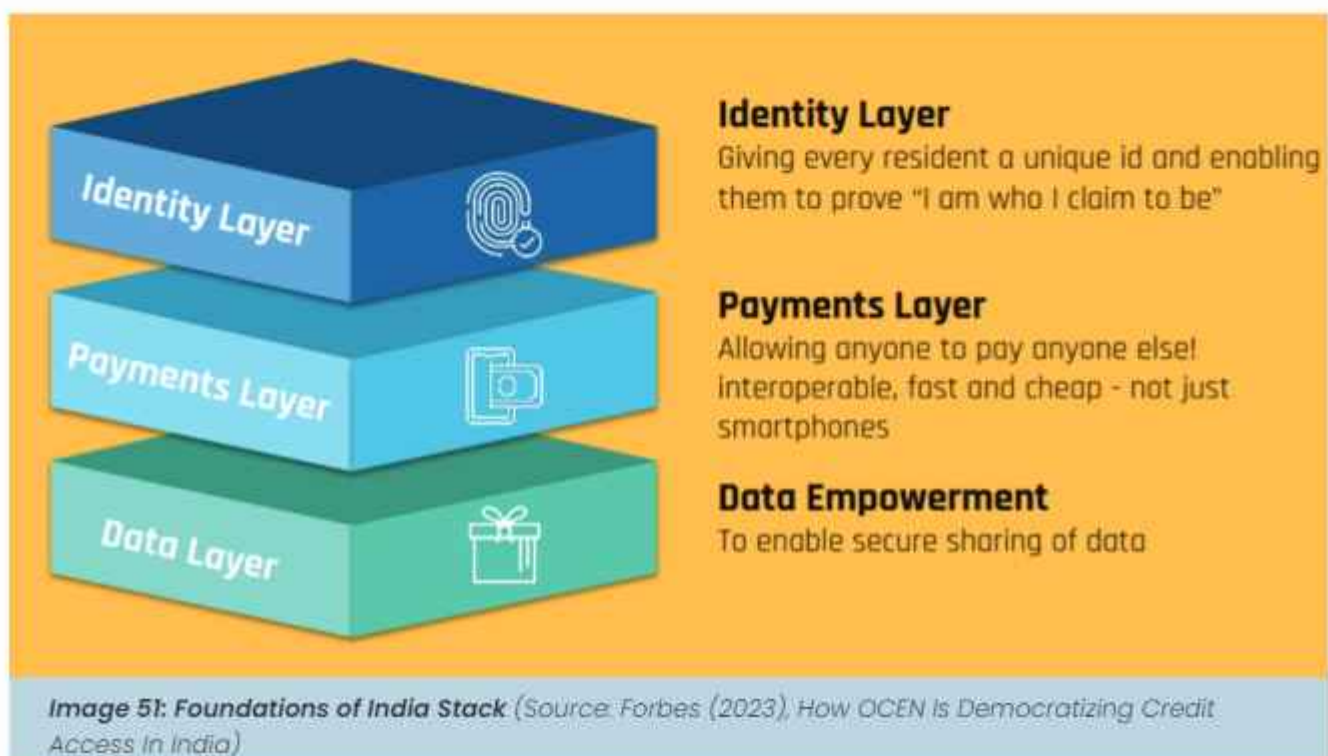 Identity Layer
Identity Layer
Giving every resident a unique id and enabling
them to prove “I am who I claim to be”
Payments Layer
Payments Layer
Allowing anyone to pay anyone else!
interoperable, fast and cheap - not just
smartphones
Data Layer
Data Empowerment
To enable secure sharing of data
Image 51: Foundations of India Stack (Source: Forbes (2023), How OCEN Is Democratizing Credit
Access In India)